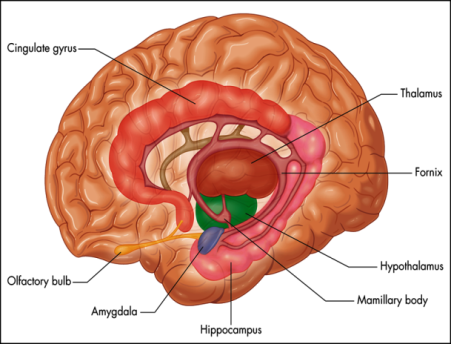 Cingulate gyrus
Thalamus
Fornix
Hypothalamus
Olfactory bulb
Mamillary body
Amygdala
Hippocampus